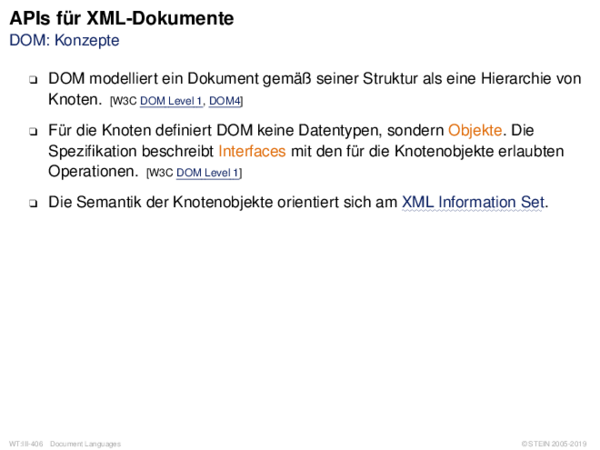 APIs für XML-Dokumente
DOM: Konzepte
❑ DOM modelliert ein Dokument gemäß seiner Struktur als eine Hierarchie von
Knoten. [W3C DOM Level 1, DOM4]
❑ Für die Knoten definiert DOM keine Datentypen, sondern Objekte. Die
Spezifikation beschreibt Interfaces mit den für die Knotenobjekte erlaubten
Operationen. [W3C DOM Level 1]
❑ Die Semantik der Knotenobjekte orientiert sich am XML Information Set.
WT:III-406 Document Languages © STEIN 2005-2019